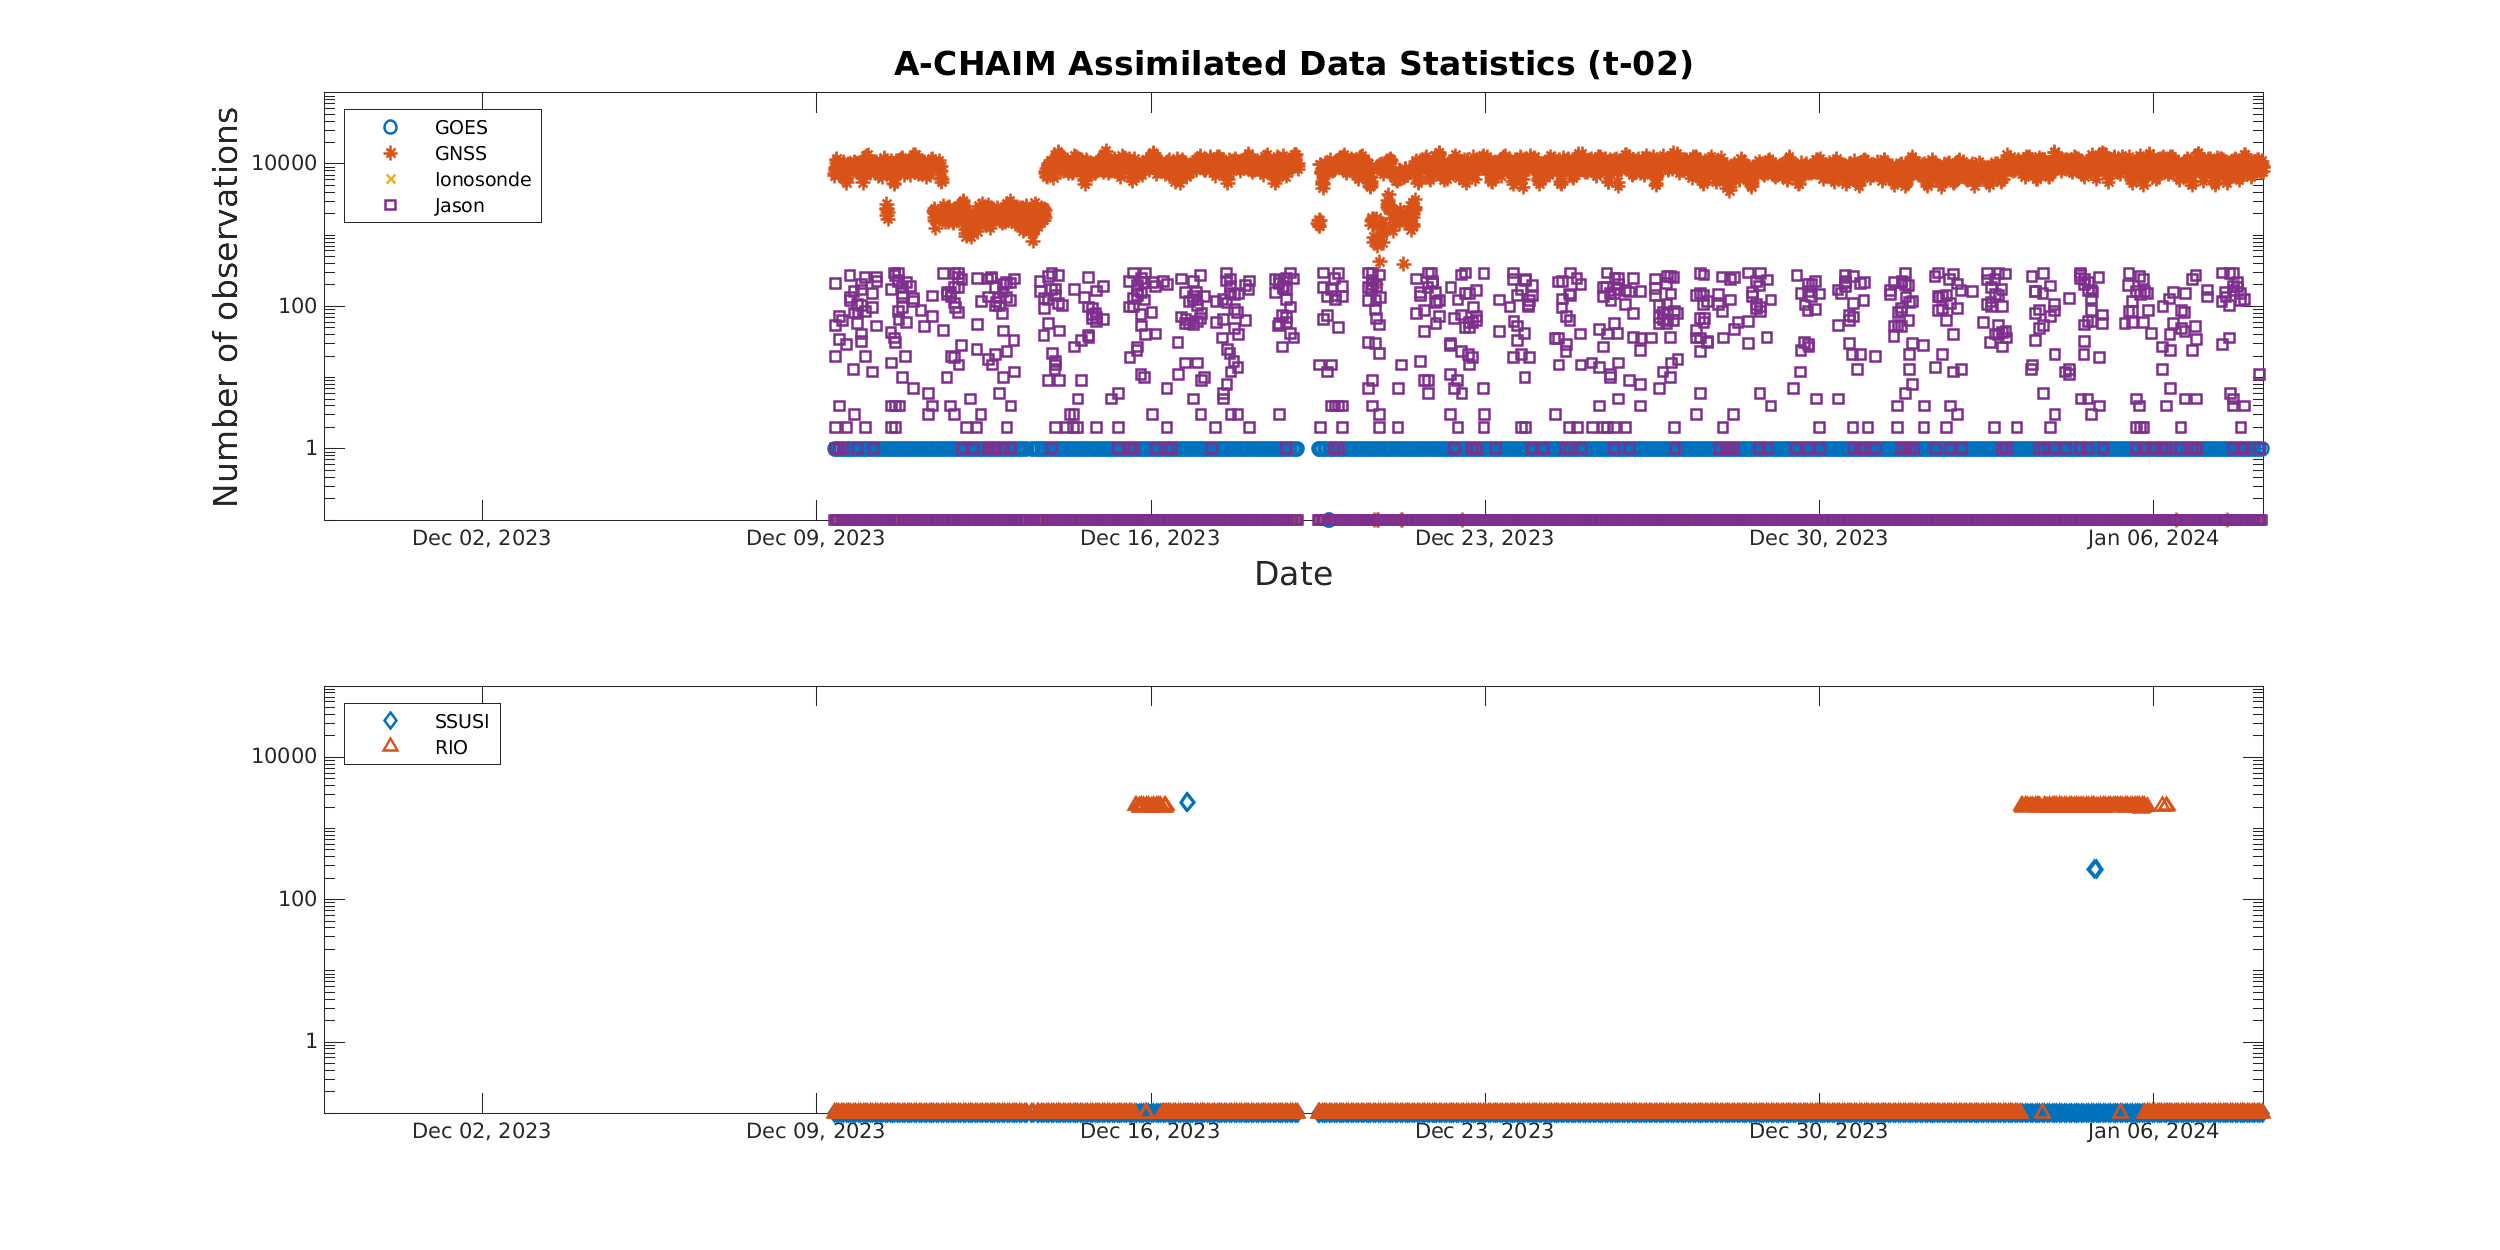 A-CHAIM Assimilated Data Statistics (t-02)
Number of observations
10000
100
1
GOES
GNSS
Ionosonde
Jason
Dec 02, 2023
Dec 09, 2023
Dec 16, 2023
Dec 23, 2023
Dec 30, 2023
Jan 06, 2024
Date
10000
100
1
SSUSI
RIO
Dec 02, 2023
Dec 09, 2023
Dec 16, 2023
Dec 23, 2023
Dec 30, 2023
Jan 06, 2024